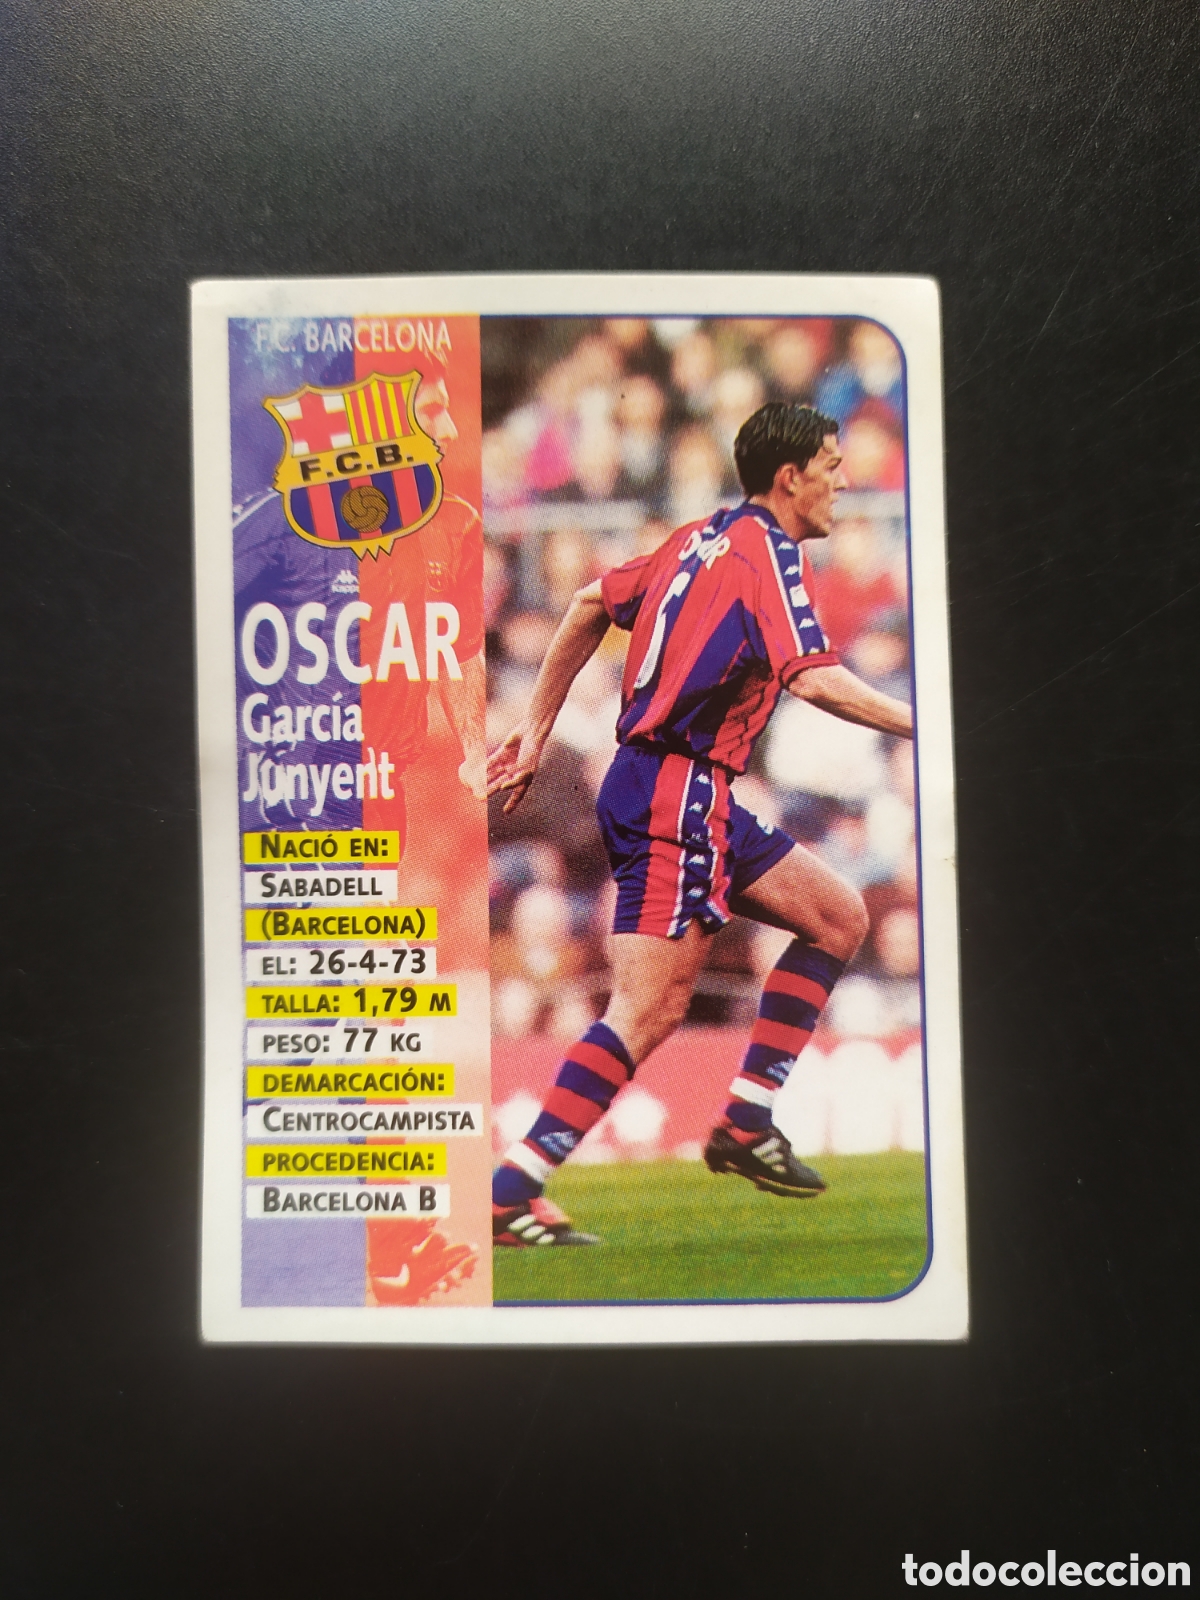 F.C. BARCELONA
F.C.B.
Kappa
OSCAR
García
Junyent
NACIÓ EN:
SABADELL
(BARCELONA)
EL: 26-4-73
TALLA: 1,79 M
PESO: 77 KG
DEMARCACIÓN:
CENTROCAMPISTA
PROCEDENCIA:
BARCELONA B
todocoleccion